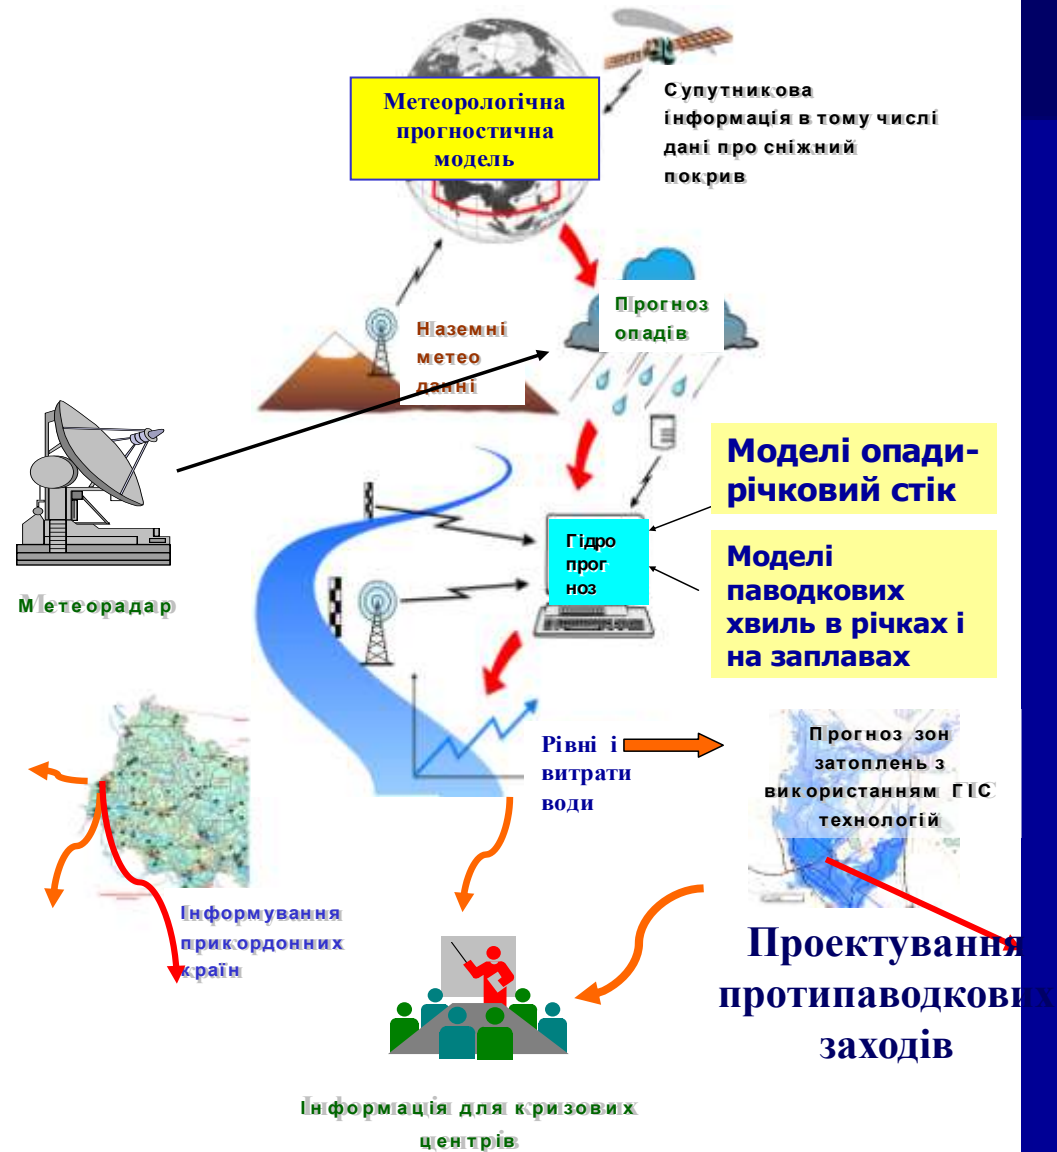 Метеорологічна
прогностична
модель
Супутникова
інформація в тому числі
дані про сніжний
покрив
Прогноз
опадів
Наземні
метео
данні
Моделі опади-
річковий стік
Гідро
прог
ноз
Моделі
паводкових
хвиль в річках і
на заплавах
Метеорадар
Рівні і
витрати
води
Прогноз зон
затоплень з
використанням ГІС
технологій
Інформування
прикордонних
країн
Проектування
протипаводкових
заходів
Інформація для кризових
центрів